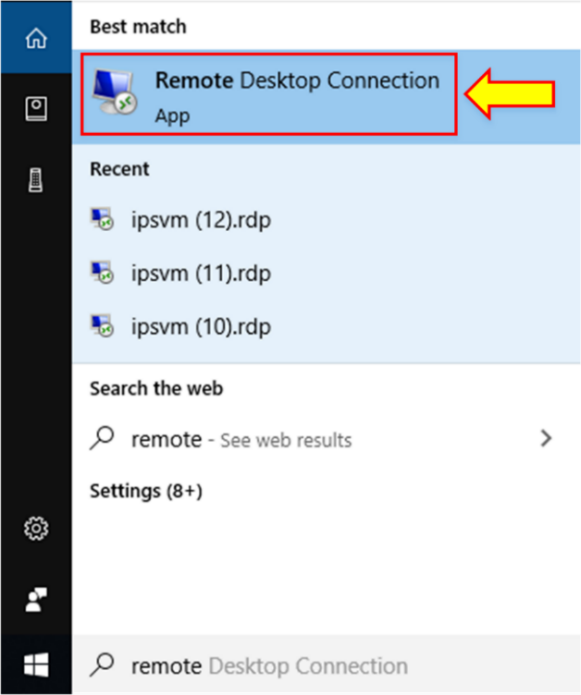 Best match
Remote Desktop Connection
App
Recent
ipsvm (12).rdp
ipsvm (11).rdp
ipsvm (10).rdp
Search the web
remote - See web results
Settings (8+)
remote Desktop Connection